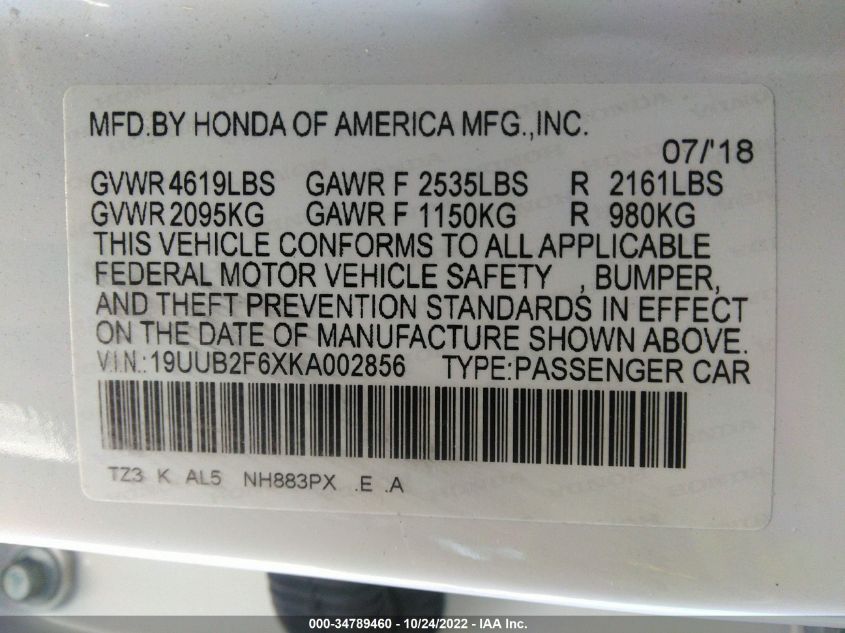 MFD.BY HONDA OF AMERICA MFG.,INC.
07/'18
GVWR 4619LBS GAWR F 2535LBS R 2161LBS
GVWR 2095KG GAWR F 1150KG R 980KG
THIS VEHICLE CONFORMS TO ALL APPLICABLE
FEDERAL MOTOR VEHICLE SAFETY , BUMPER,
AND THEFT PREVENTION STANDARDS IN EFFECT
ON THE DATE OF MANUFACTURE SHOWN ABOVE.
V.I.N.:19UUB2F6XKA002856 TYPE:PASSENGER CAR
TZ3 K AL5 NH883PX .E .A
000-34789460 - 10/24/2022 - IAA Inc.